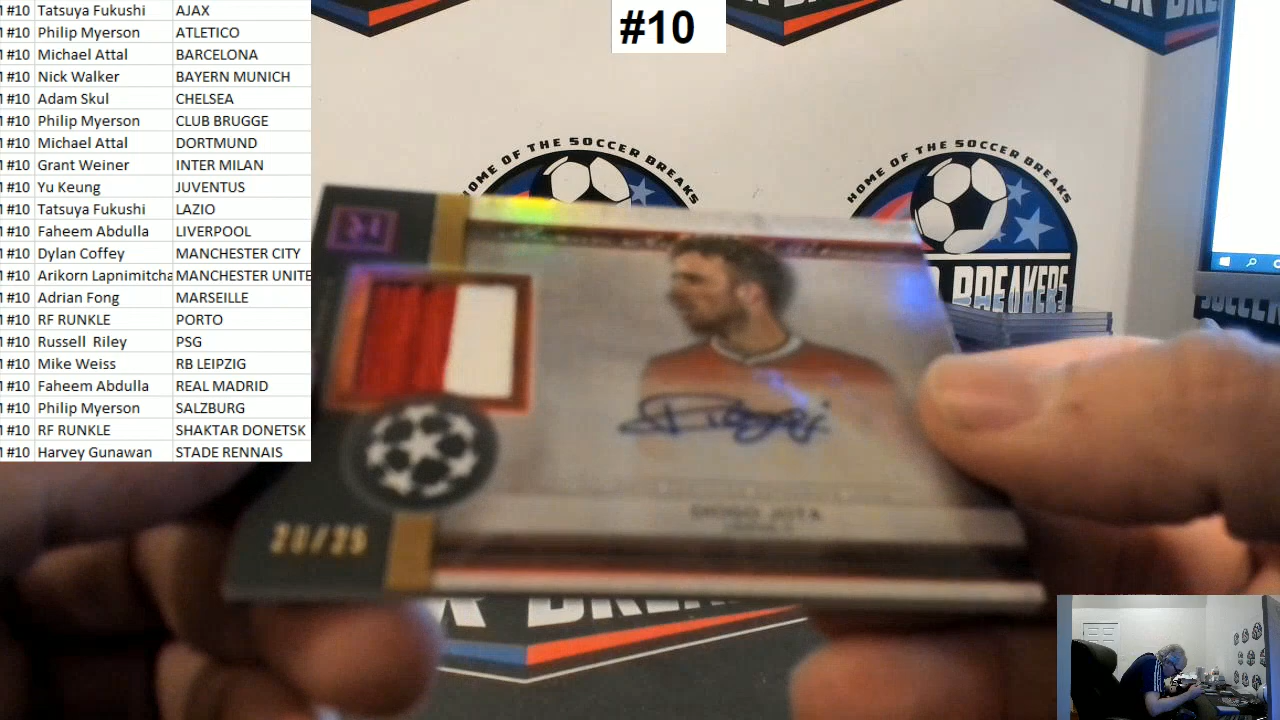 #10 Tatsuya Fukushi AJAX
#10 Philip Myerson ATLETICO
#10 Michael Attal BARCELONA
#10 Nick Walker BAYERN MUNICH
#10 Adam Skul CHELSEA
#10 Philip Myerson CLUB BRUGGE
#10 Michael Attal DORTMUND
#10 Grant Weiner INTER MILAN
#10 Yu Keung JUVENTUS
#10 Tatsuya Fukushi LAZIO
#10 Faheem Abdulla LIVERPOOL
#10 Dylan Coffey MANCHESTER CITY
#10 Arikorn Lapnimitcha MANCHESTER UNITE
#10 Adrian Fong MARSEILLE
#10 RF RUNKLE PORTO
#10 Russell Riley PSG
#10 Mike Weiss RB LEIPZIG
#10 Faheem Abdulla REAL MADRID
#10 Philip Myerson SALZBURG
#10 RF RUNKLE SHAKTAR DONETSK
#10 Harvey Gunawan STADE RENNAIS
#10
HOME OF THE SOCCER BREAKS
HOME OF THE SOCCER BREAKS
BREAKERS
DIOGO JOTA